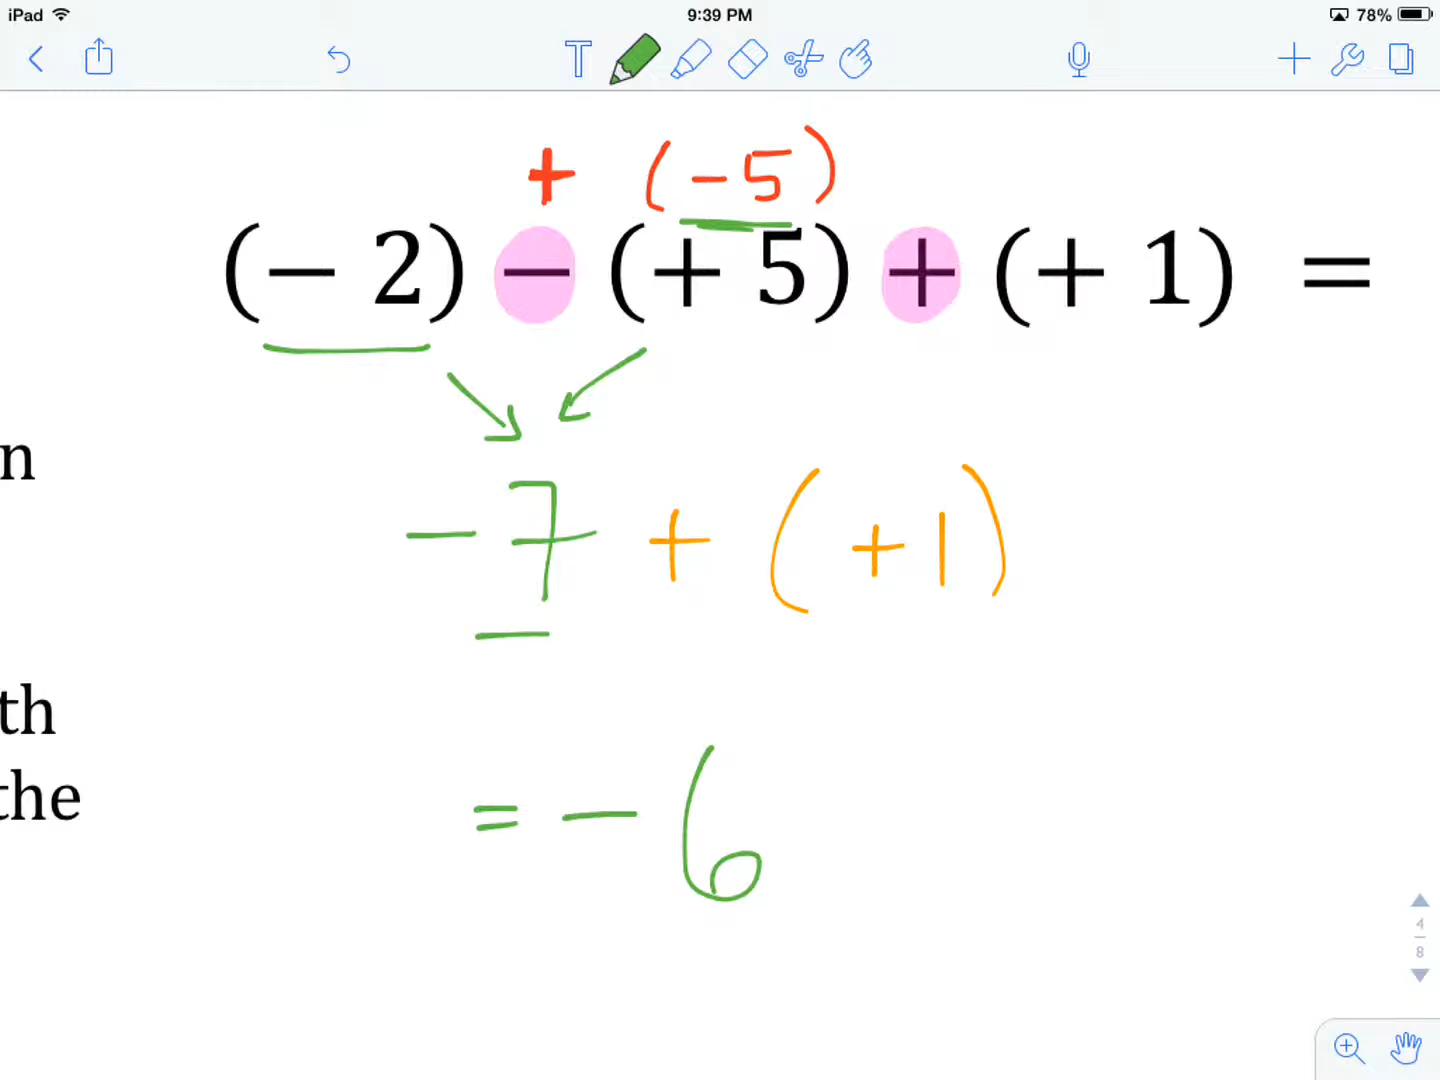 iPad 9:39 PM 78%
T
+ (-5)
(− 2) − (+ 5) + (+ 1) =
n
-7 + (+1)
th
the
= - 6
4
8